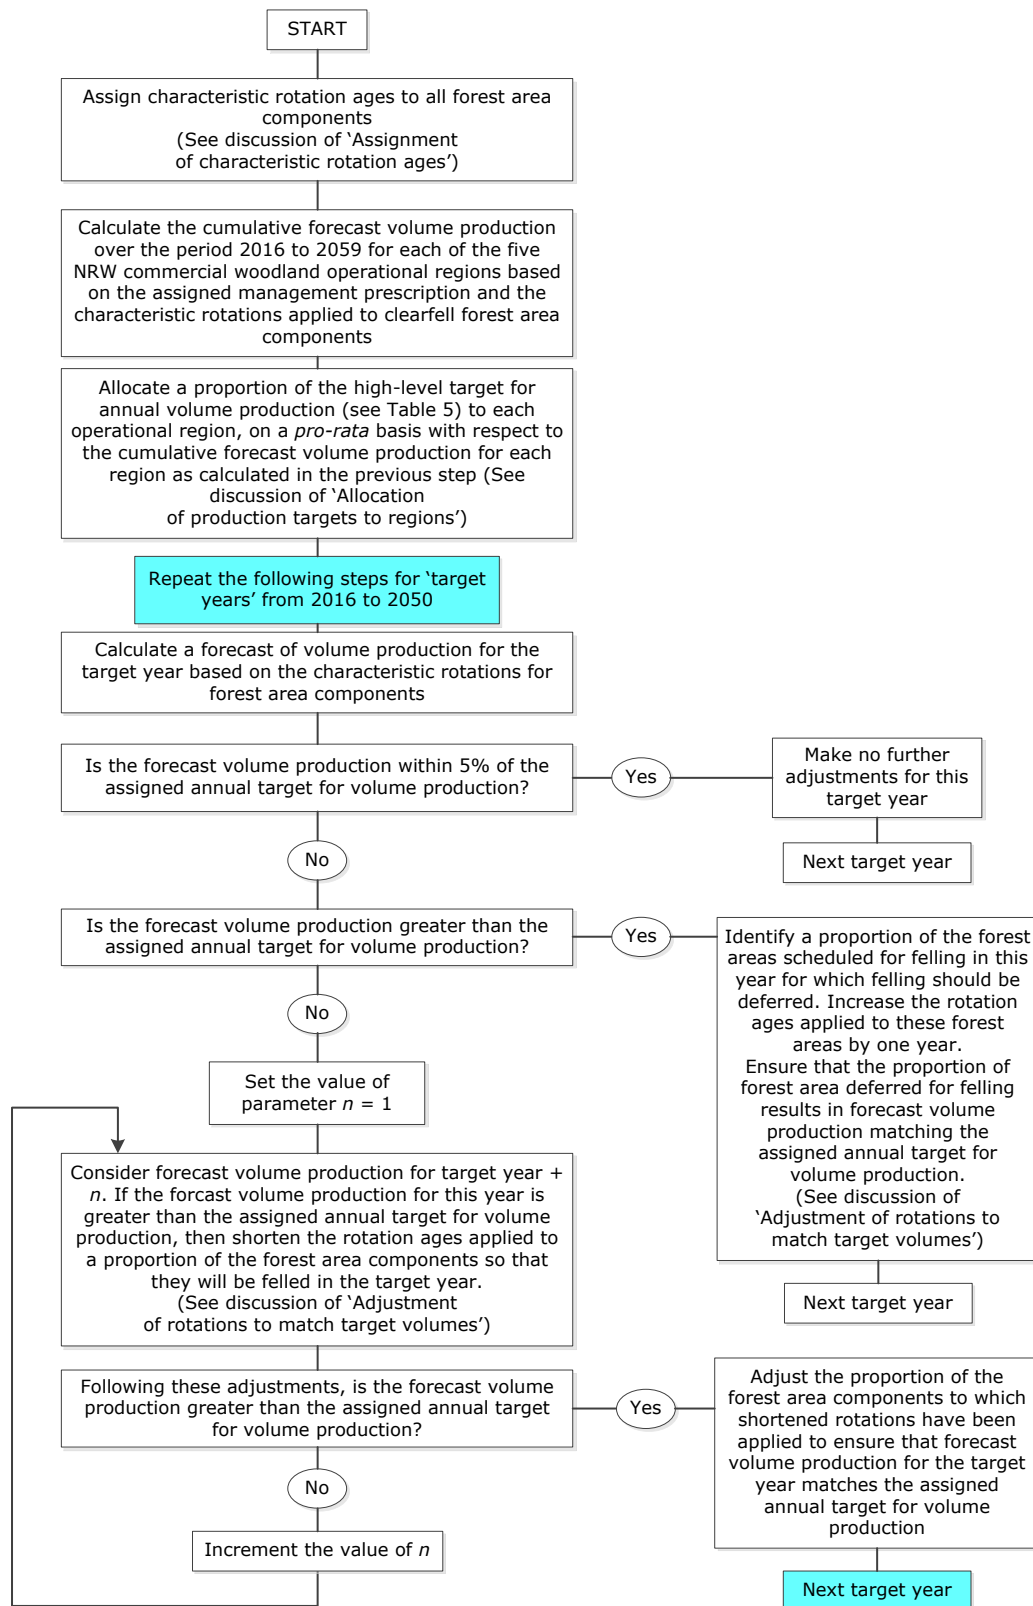 START
Assign characteristic rotation ages to all forest area
components
(See discussion of ‘Assignment
of characteristic rotation ages’)
Calculate the cumulative forecast volume production
over the period 2016 to 2059 for each of the five
NRW commercial woodland operational regions based
on the assigned management prescription and the
characteristic rotations applied to clearfell forest area
components
Allocate a proportion of the high-level target for
annual volume production (see Table 5) to each
operational region, on a pro-rata basis with respect to
the cumulative forecast volume production for each
region as calculated in the previous step (See
discussion of ‘Allocation
of production targets to regions’)
Repeat the following steps for ‘target
years’ from 2016 to 2050
Calculate a forecast of volume production for the
target year based on the characteristic rotations for
forest area components
Is the forecast volume production within 5% of the
assigned annual target for volume production?
Yes
Make no further
adjustments for this
target year
Next target year
No
Is the forecast volume production greater than the
assigned annual target for volume production?
Yes
Identify a proportion of the forest
areas scheduled for felling in this
year for which felling should be
deferred. Increase the rotation
ages applied to these forest
areas by one year.
Ensure that the proportion of
forest area deferred for felling
results in forecast volume
production matching the
assigned annual target for
volume production.
(See discussion of
‘Adjustment of rotations to
match target volumes’)
Next target year
No
Set the value of
parameter n = 1
Consider forecast volume production for target year +
n. If the forcast volume production for this year is
greater than the assigned annual target for volume
production, then shorten the rotation ages applied to
a proportion of the forest area components so that
they will be felled in the target year.
(See discussion of ‘Adjustment
of rotations to match target volumes’)
Following these adjustments, is the forecast volume
production greater than the assigned annual target
for volume production?
Yes
Adjust the proportion of the
forest area components to which
shortened rotations have been
applied to ensure that forecast
volume production for the target
year matches the assigned
annual target for volume
production
Next target year
No
Increment the value of n